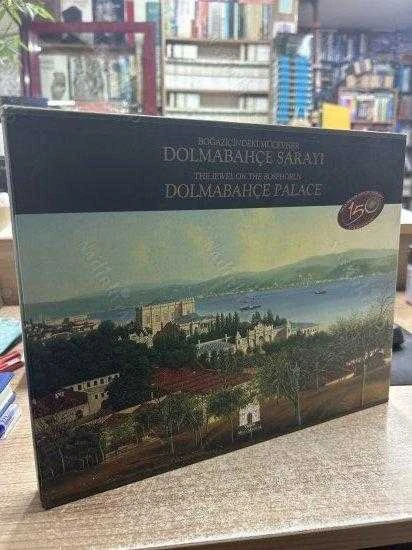 BOĞAZİÇİ'NDEKİ MÜCEVHER
DOLMABAHÇE SARAYI
THE JEWEL ON THE BOSPHORUS
DOLMABAHÇE PALACE
150